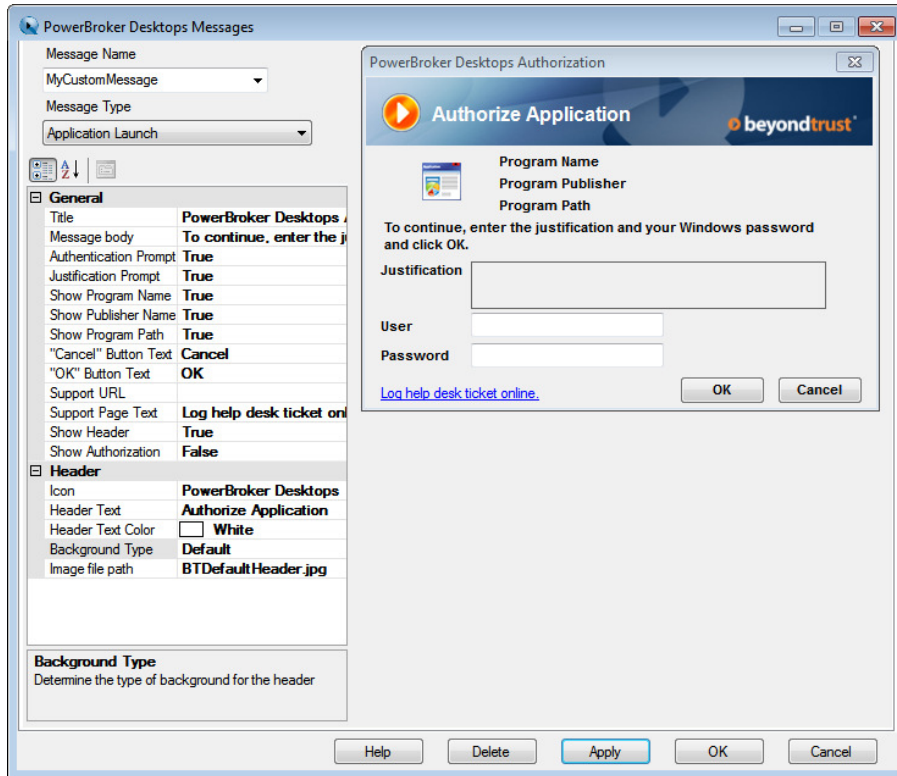 PowerBroker Desktops Messages
Message Name
MyCustomMessage
Message Type
Application Launch
General
Title PowerBroker Desktops
Message body To continue, enter the
Authentication Prompt True
Justification Prompt True
Show Program Name True
Show Publisher Name True
Show Program Path True
"Cancel" Button Text Cancel
"OK" Button Text OK
Support URL
Support Page Text Log help desk ticket
Show Header True
Show Authorization False
Header
Icon PowerBroker Desktops
Header Text Authorize Application
Header Text Color White
Background Type Default
Image file path BTDefaultHeader.jpg
Background Type
Determine the type of background for the header
PowerBroker Desktops Authorization
Authorize Application
beyondtrust
Program Name
Program Publisher
Program Path
To continue, enter the justification and your Windows password
and click OK.
Justification
User
Password
Log help desk ticket online.
OK Cancel
Help Delete Apply OK Cancel